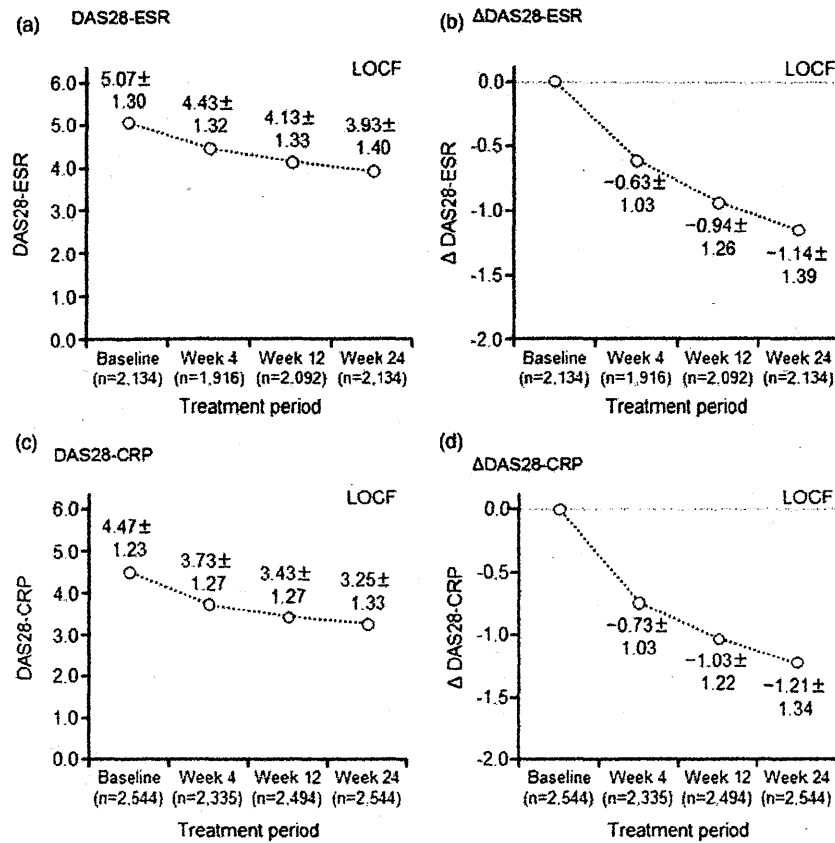 (a) DAS28-ESR
LOCF
6.0
5.0
4.0
3.0
2.0
1.0
0.0
DAS28-ESR
5.07±
1.30
4.43±
1.32
4.13±
1.33
3.93±
1.40
Baseline Week 4 Week 12 Week 24
(n=2,134) (n=1,916) (n=2.092) (n=2,134)
Treatment period
(b) ΔDAS28-ESR
LOCF
0.0
-0.5
-1.0
-1.5
-2.0
Δ DAS28-ESR
−0.63±
1.03
−0.94±
1.26
−1.14±
1.39
Baseline Week 4 Week 12 Week 24
(n=2,134) (n=1,916) (n=2,092) (n=2.134)
Treatment period
(c) DAS28-CRP
LOCF
6.0
5.0
4.0
3.0
2.0
1.0
0.0
DAS28-CRP
4.47±
1.23
3.73±
1.27
3.43±
1.27
3.25±
1.33
Baseline Week 4 Week 12 Week 24
(n=2,544) (n=2,335) (n=2,494) (n=2,544)
Treatment period
(d) ΔDAS28-CRP
LOCF
0.0
-0.5
-1.0
-1.5
-2.0
Δ DAS28-CRP
−0.73±
1.03
−1.03±
1.22
−1.21±
1.34
Baseline Week 4 Week 12 Week 24
(n=2,544) (n=2,335) (n=2,494) (n=2,544)
Treatment period